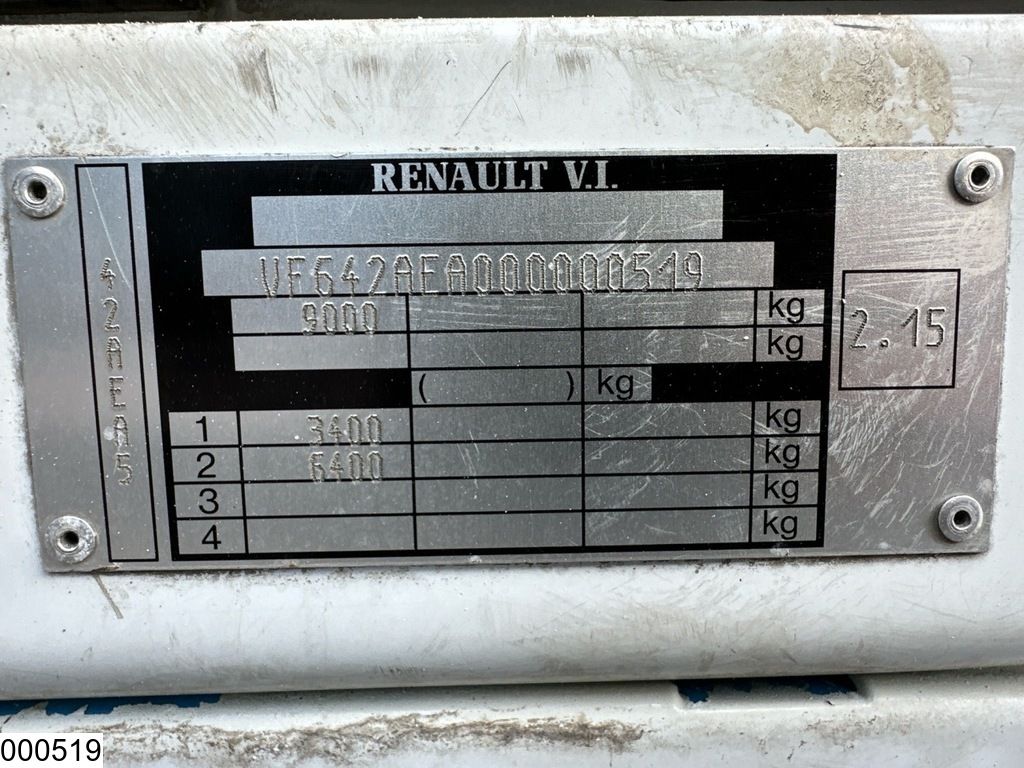 RENAULT V.I.
VF642AEA000000519
9000 kg
kg
( ) kg
1 3400 kg
2 6400 kg
3 kg
4 kg
42AEA5
2.15
000519